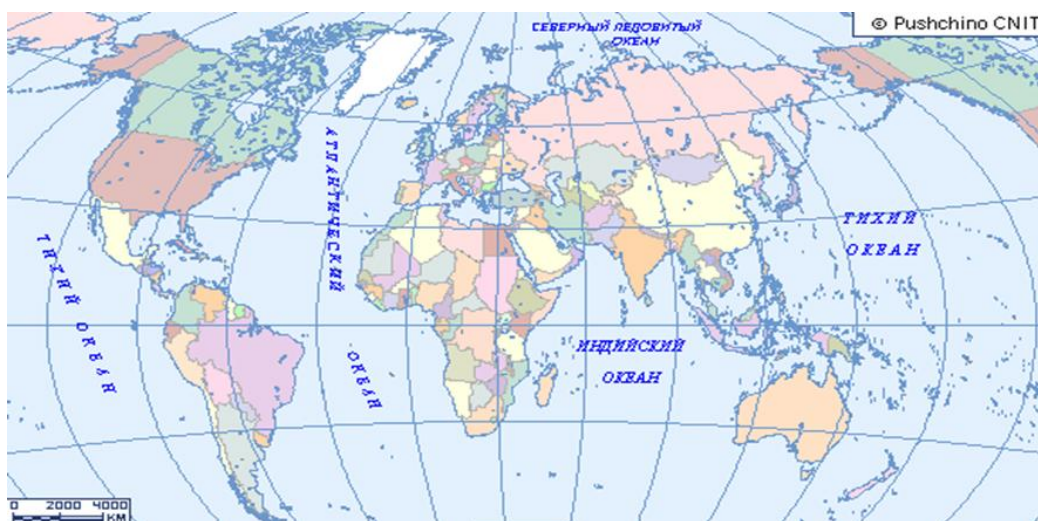 © Pushchino CNIT
СЕВЕРНЫЙ ЛЕДОВИТЫЙ
ОКЕАН
АТЛАНТИЧЕСКИЙ
ОКЕАН
ТИХИЙ
ОКЕАН
ТИХИЙ ОКЕАН
ИНДИЙСКИЙ
ОКЕАН
0 2000 4000
КМ